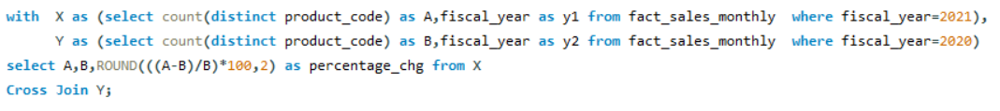 with  X as (select count(distinct product_code) as A,fiscal_year as y1 from fact_sales_monthly  where fiscal_year=2021),
      Y as (select count(distinct product_code) as B,fiscal_year as y2 from fact_sales_monthly  where fiscal_year=2020)
select A,B,ROUND(((A-B)/B)*100,2) as percentage_chg from X
Cross Join Y;